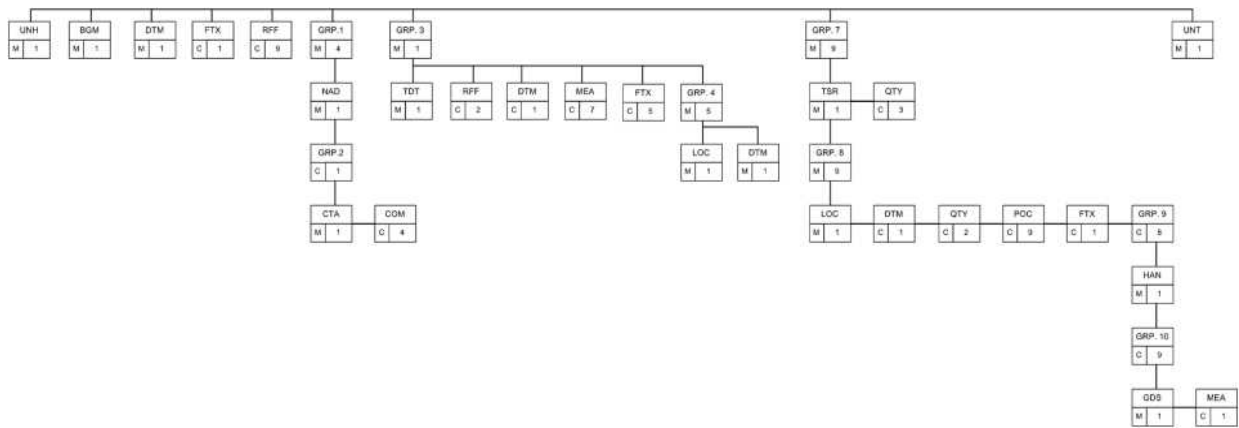 UNH BGM DTM FTX RFF GRP.1 GRP. 3 GRP. 7 UNT
M 1 M 1 M 1 C 1 C 9 M 4 M 1 M 9 M 1
NAD TDT RFF DTM MEA FTX GRP. 4 TSR QTY
M 1 M 1 C 2 C 1 C 7 C 5 M 5 M 1 C 3
GRP.2 LOC DTM GRP. 8
C 1 M 1 M 1 M 9
CTA COM LOC DTM QTY POC FTX GRP. 9
M 1 C 4 M 1 C 1 C 2 C 9 C 1 C
HAN
M 1
GRP. 10
C 9
GDS MEA
M 1 C 1